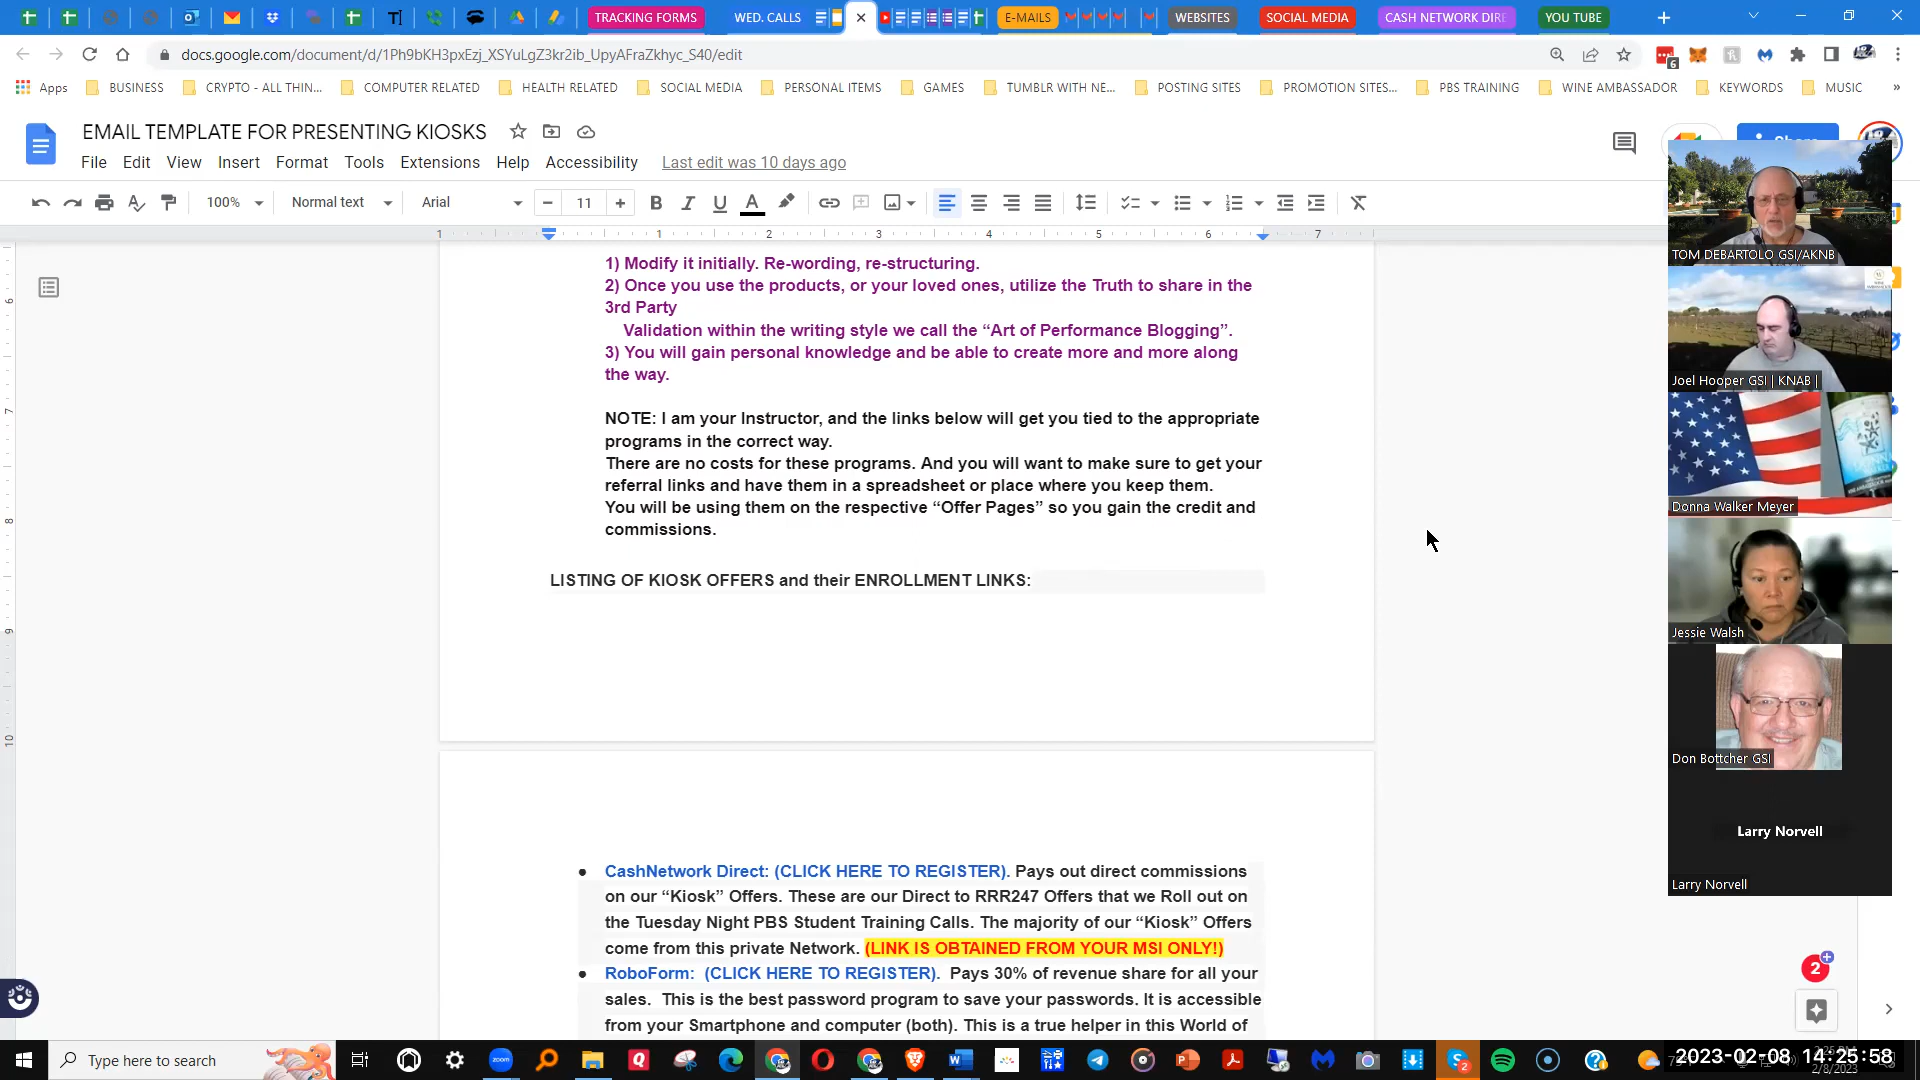 TRACKING FORMS
WED. CALLS
E-MAILS
WEBSITES
SOCIAL MEDIA
CASH NETWORK DIRE
YOU TUBE
docs.google.com/document/d/1Ph9bKH3pxEzj_XSYuLgZ3kr2ib_UpyAFraZkhyc_S40/edit
Apps
BUSINESS
CRYPTO - ALL THIN...
COMPUTER RELATED
HEALTH RELATED
SOCIAL MEDIA
PERSONAL ITEMS
GAMES
TUMBLR WITH NE...
POSTING SITES
PROMOTION SITES...
PBS TRAINING
WINE AMBASSADOR
KEYWORDS
MUSIC
EMAIL TEMPLATE FOR PRESENTING KIOSKS
File Edit View Insert Format Tools Extensions Help Accessibility Last edit was 10 days ago
100% Normal text Arial 11
1 1 2 3 4 5 6 7
1) Modify it initially. Re-wording, re-structuring.
2) Once you use the products, or your loved ones, utilize the Truth to share in the
3rd Party
Validation within the writing style we call the “Art of Performance Blogging”.
3) You will gain personal knowledge and be able to create more and more along
the way.
NOTE: I am your Instructor, and the links below will get you tied to the appropriate
programs in the correct way.
There are no costs for these programs. And you will want to make sure to get your
referral links and have them in a spreadsheet or place where you keep them.
You will be using them on the respective “Offer Pages” so you gain the credit and
commissions.
LISTING OF KIOSK OFFERS and their ENROLLMENT LINKS:
● CashNetwork Direct: (CLICK HERE TO REGISTER). Pays out direct commissions
on our “Kiosk” Offers. These are our Direct to RRR247 Offers that we Roll out on
the Tuesday Night PBS Student Training Calls. The majority of our “Kiosk” Offers
come from this private Network. (LINK IS OBTAINED FROM YOUR MSI ONLY!)
● RoboForm: (CLICK HERE TO REGISTER). Pays 30% of revenue share for all your
sales. This is the best password program to save your passwords. It is accessible
from your Smartphone and computer (both). This is a true helper in this World of
TOM DEBARTOLO GSI/AKNB
Joel Hooper GSI | KNAB |
Donna Walker Meyer
Jessie Walsh
Don Bottcher GSI
Larry Norvell
Larry Norvell
2
Type here to search
2023-02-08 14:25:58
2/8/2023